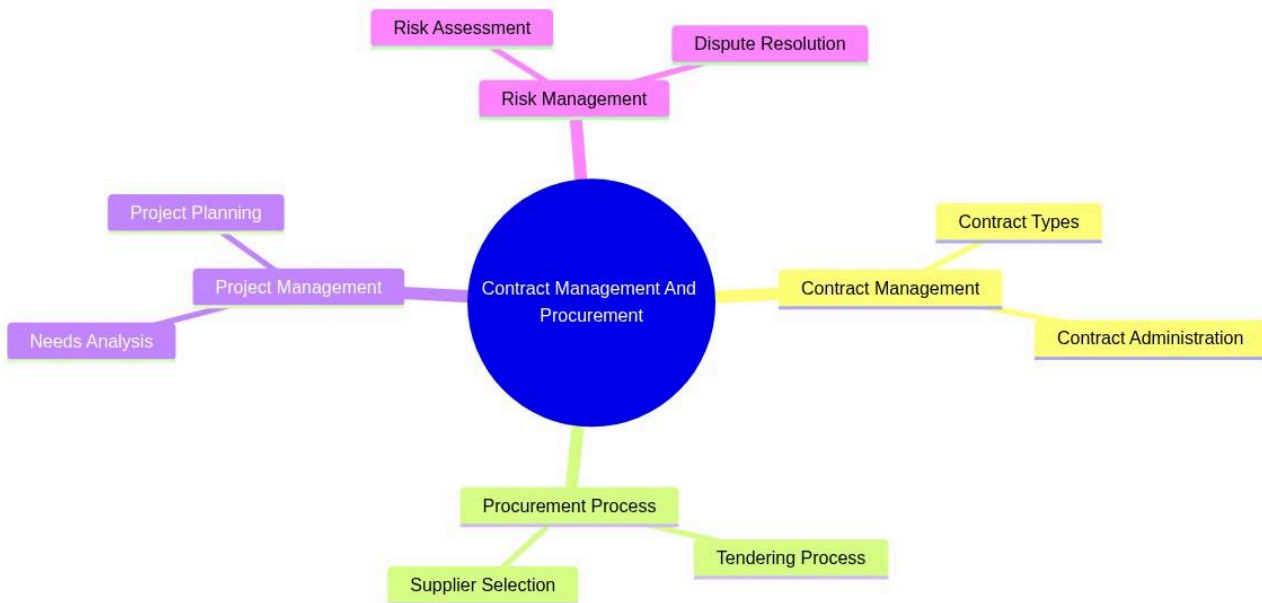 Risk Assessment
Dispute Resolution
Risk Management
Project Planning
Contract Types
Project Management
Contract Management And
Procurement
Contract Management
Needs Analysis
Contract Administration
Procurement Process
Tendering Process
Supplier Selection